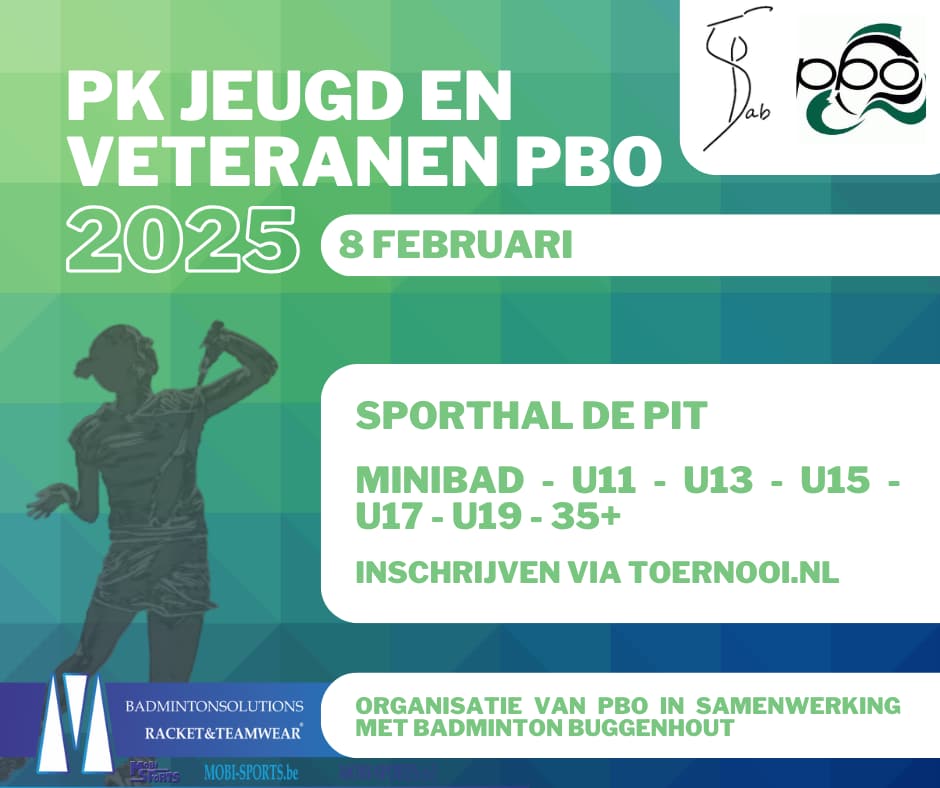 Dab
pbo
PK JEUGD EN
VETERANEN PBO
2025
8 FEBRUARI
SPORTHAL DE PIT
MINIBAD - U11 - U13 - U15 -
U17 - U19 - 35+
INSCHRIJVEN VIA TOERNOOI.NL
ORGANISATIE VAN PBO IN SAMENWERKING
MET BADMINTON BUGGENHOUT
BADMINTONSOLUTIONS
RACKET&TEAMWEAR®
MOBI SPORTS
MOBI-SPORTS.be